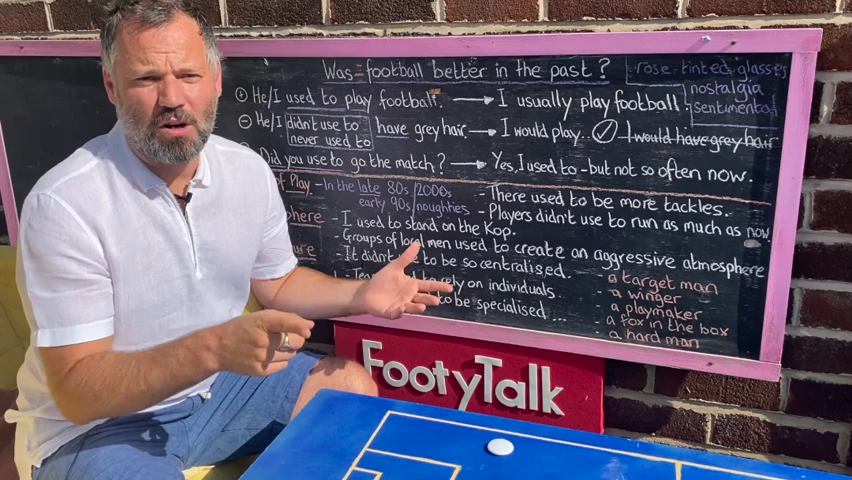 Was football better in the past?
rose-tinted glasses
nostalgia
sentimental
+ He/I used to play football. → I usually play football
- He/I didn't use to have grey hair → I would play... ✓ I would have grey hair
never used to
Did you use to go the match? → Yes, I used to - but not so often now.
of Play - In the late 80s/2000s
early 90s/noughties
- There used to be more tackles.
- Players didn't use to run as much as now
- I used to stand on the Kop.
- Groups of local men used to create an aggressive atmosphere
- It didn't to be so centralised.
rely on individuals
to be specialised...
- a target man
- a winger
- a playmaker
- a fox in the box
- a hard man
FootyTalk